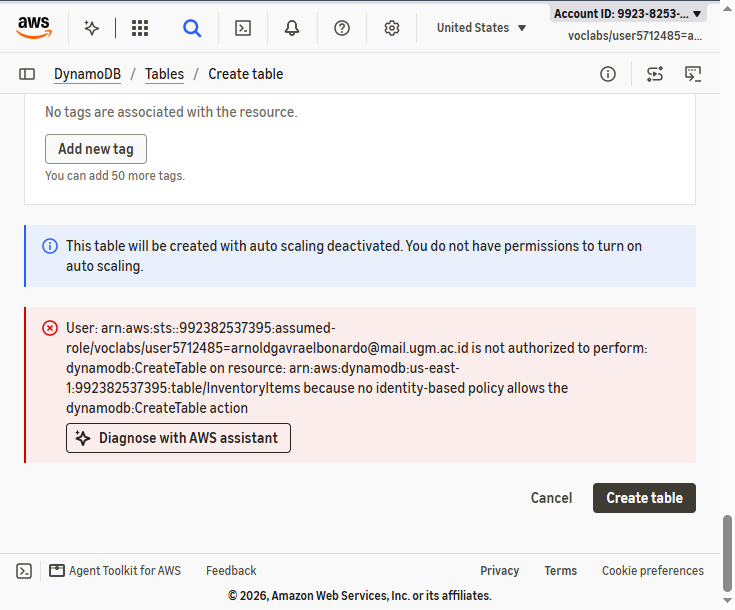 aws
United States
Account ID: 9923-8253-...
voclabs/user5712485=a...
DynamoDB / Tables / Create table
No tags are associated with the resource.
Add new tag
You can add 50 more tags.
This table will be created with auto scaling deactivated. You do not have permissions to turn on
auto scaling.
User: arn:aws:sts::992382537395:assumed-
role/voclabs/user5712485=arnoldgavraelbonardo@mail.ugm.ac.id is not authorized to perform:
dynamodb:CreateTable on resource: arn:aws:dynamodb:us-east-
1:992382537395:table/InventoryItems because no identity-based policy allows the
dynamodb:CreateTable action
Diagnose with AWS assistant
Cancel
Create table
Agent Toolkit for AWS
Feedback
Privacy
Terms
Cookie preferences
© 2026, Amazon Web Services, Inc. or its affiliates.